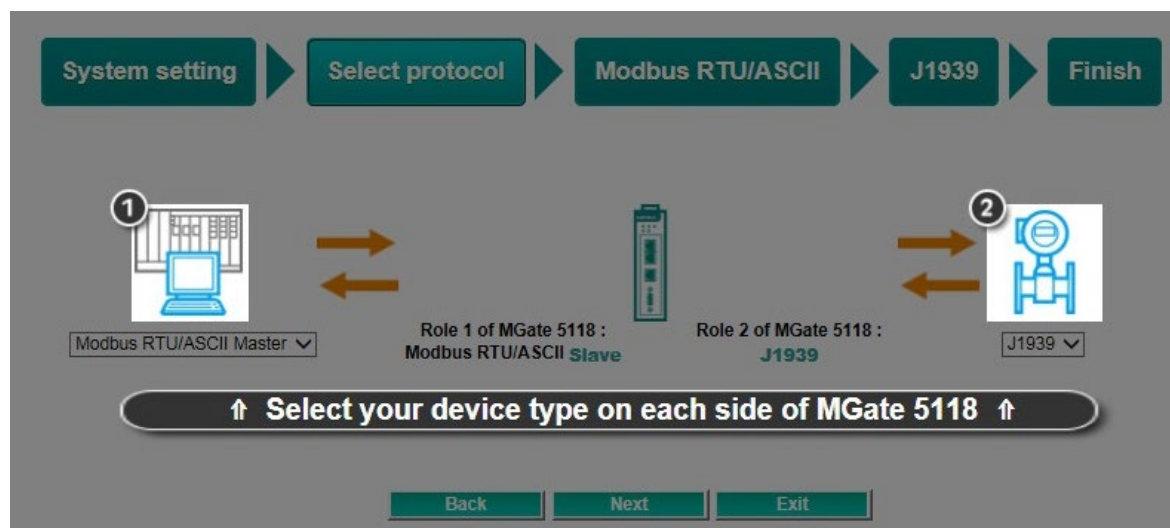 System setting
Select protocol
Modbus RTU/ASCII
J1939
Finish
1
2
Modbus RTU/ASCII Master
Role 1 of MGate 5118 :
Modbus RTU/ASCII Slave
Role 2 of MGate 5118 :
J1939
J1939
⇑ Select your device type on each side of MGate 5118 ⇑
Back
Next
Exit